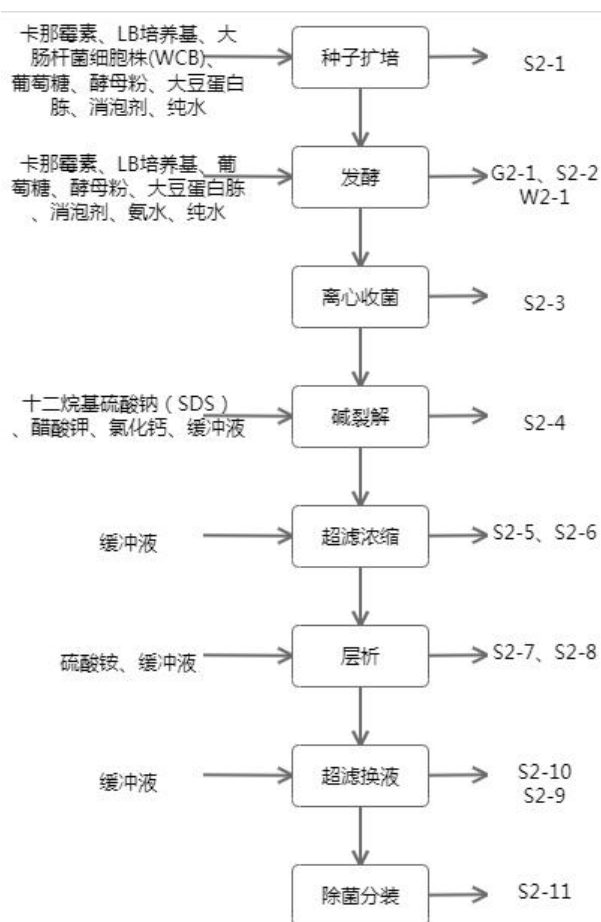 卡那霉素、LB培养基、大
肠杆菌细胞株(WCB)、
葡萄糖、酵母粉、大豆蛋白
胨、消泡剂、纯水
种子扩培
S2-1
卡那霉素、LB培养基、葡
萄糖、酵母粉、大豆蛋白胨
、消泡剂、氨水、纯水
发酵
G2-1、S2-2
W2-1
离心收菌
S2-3
十二烷基硫酸钠（SDS）
、醋酸钾、氯化钙、缓冲液
碱裂解
S2-4
缓冲液
超滤浓缩
S2-5、S2-6
硫酸铵、缓冲液
层析
S2-7、S2-8
缓冲液
超滤换液
S2-10
S2-9
除菌分装
S2-11